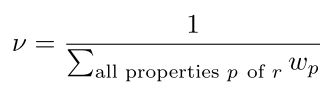 ν = 1 / ∑_{all properties p of r} w_p